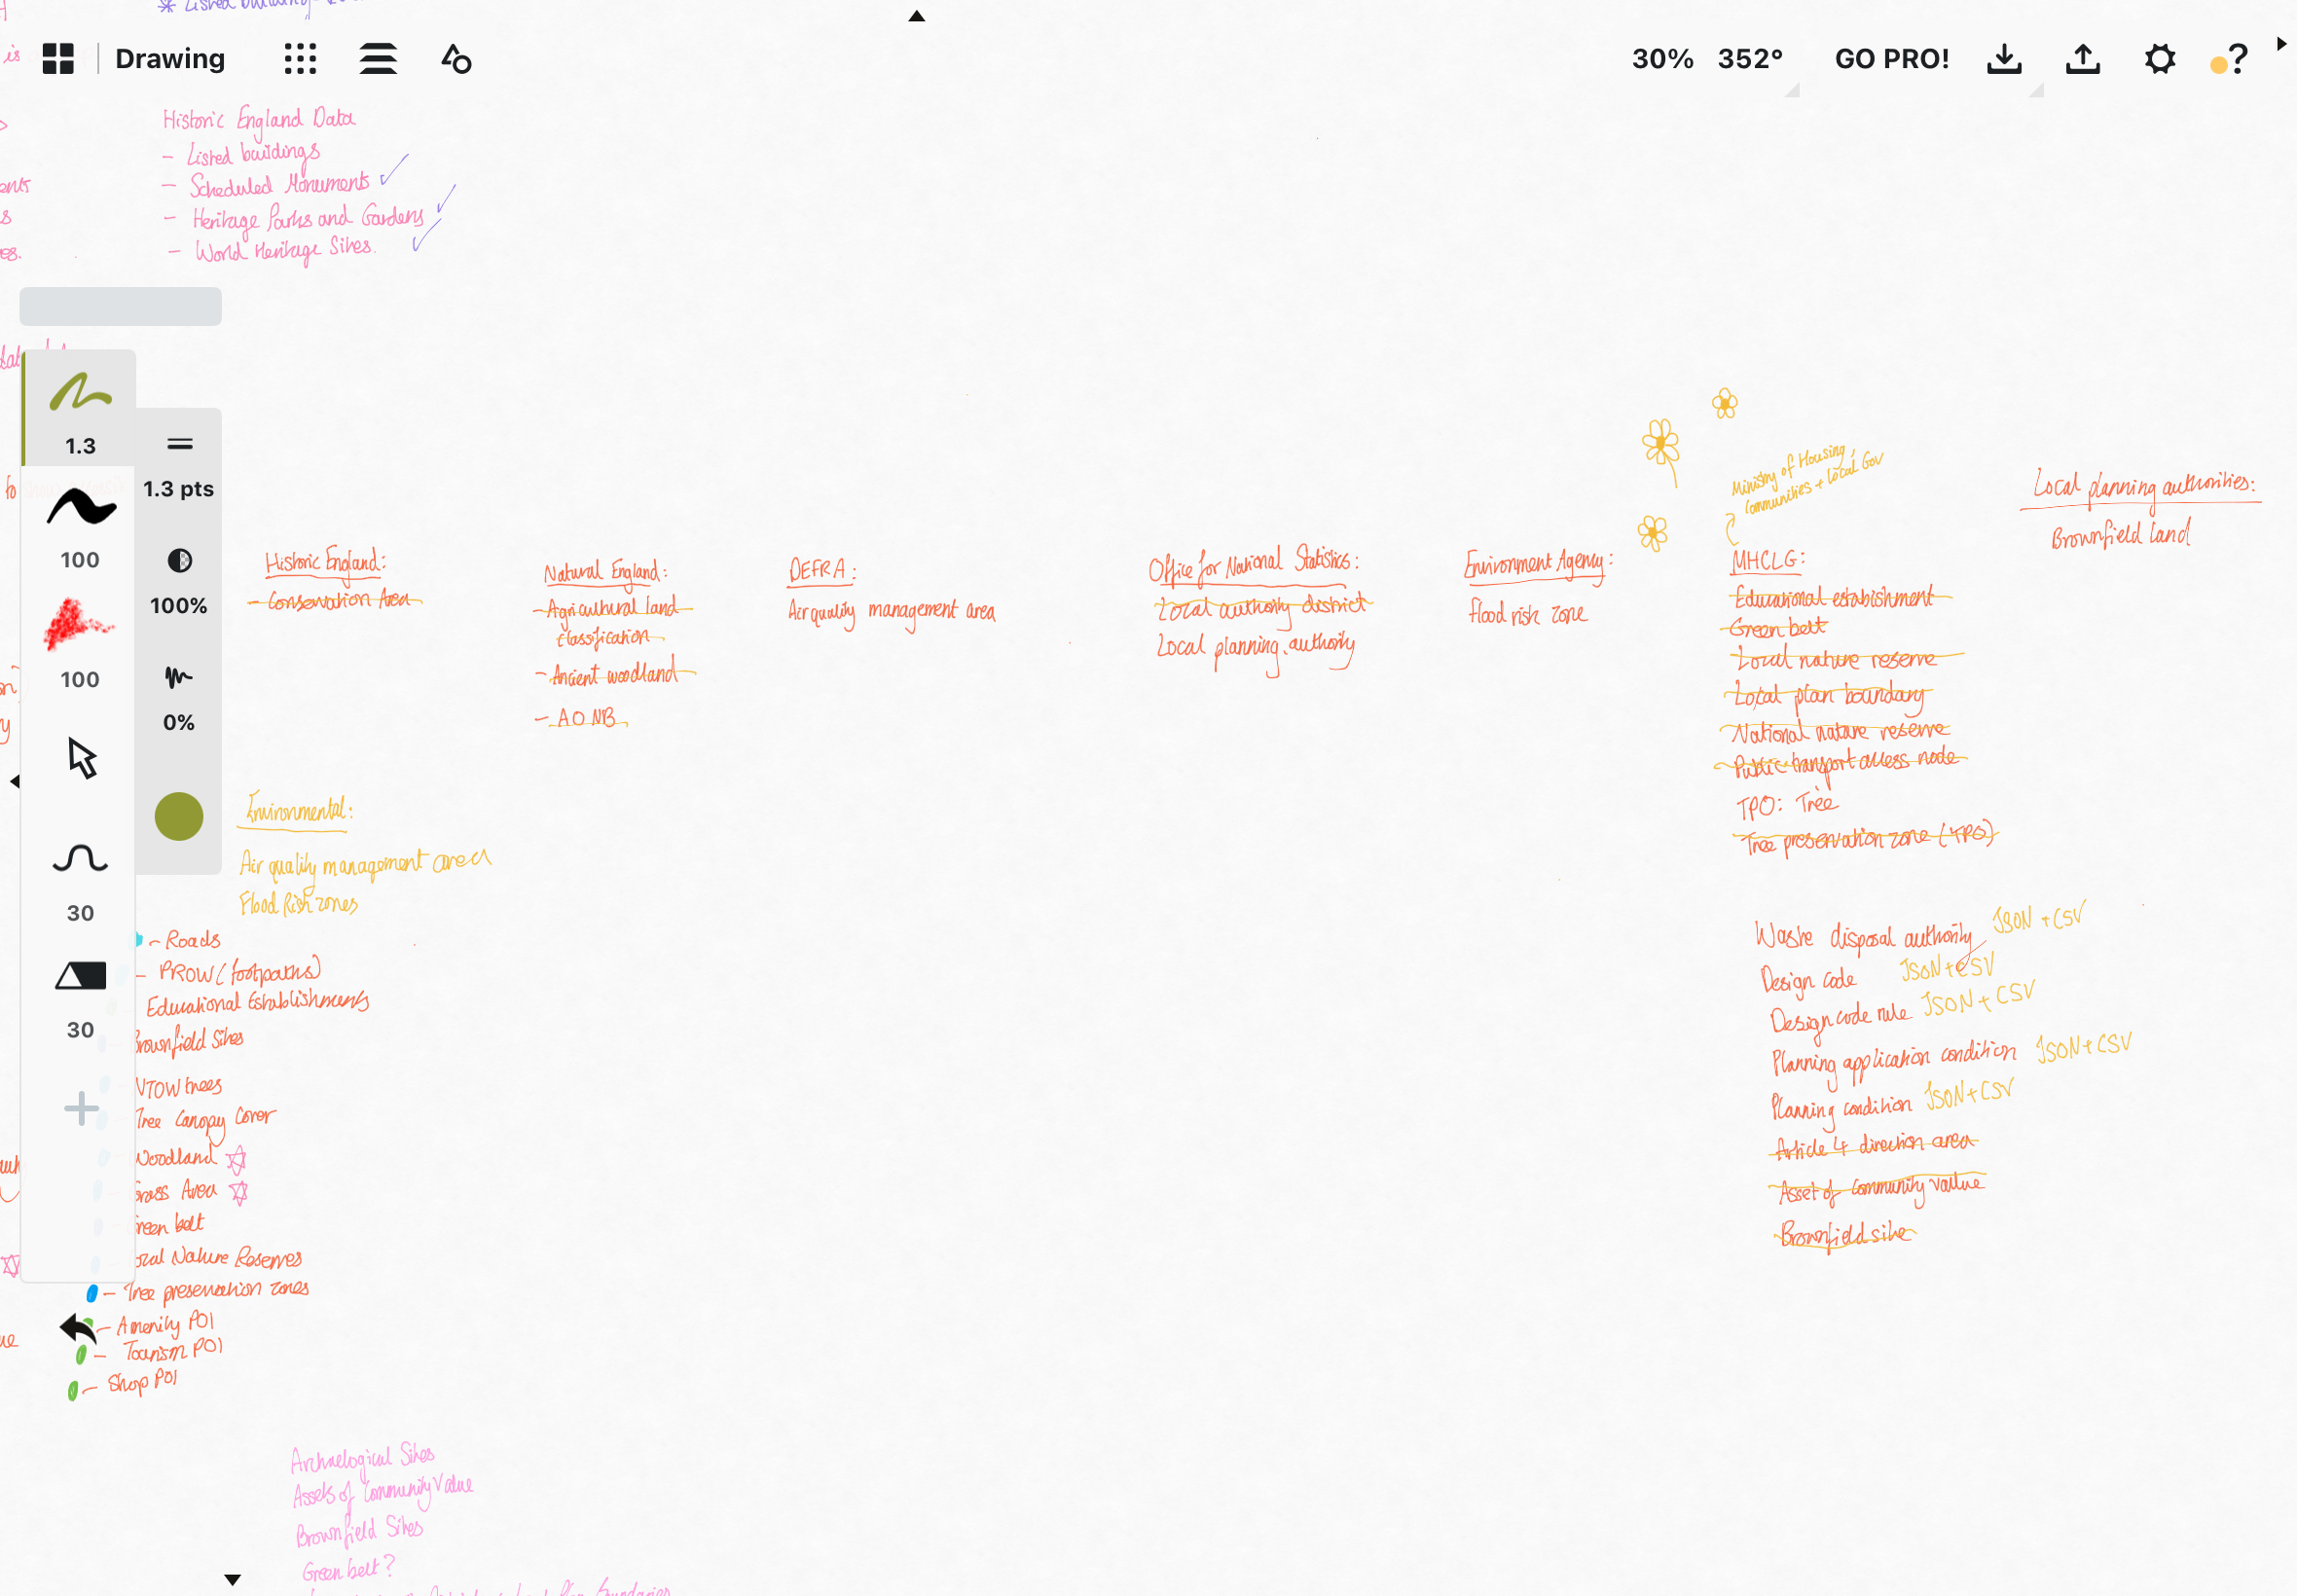 * Listed building
is
Drawing
30% 352° GO PRO! ?
Historic England Data
- Listed buildings
- Scheduled Monuments ✓
- Heritage Parks and Gardens ✓
- World Heritage Sites. ✓
1.3
1.3 pts
100
100%
100
0%
30
30
Historic England:
- Conservation Area
Natural England:
- Agricultural land
classification
- Ancient woodland
- AONB
DEFRA:
Air quality management area
Office for National Statistics:
Local authority district
Local planning authority
Environment Agency:
flood risk zone
Ministry of Housing,
Communities + Local Gov
MHCLG:
Educational estabishment
Green belt
Local nature reserve
Local plan boundary
National nature reserve
Public transport access node
TPO: Tree
Tree preservation zone (TPO)
Local planning authorities:
Brownfield land
Waste disposal authority JSON + CSV
Design code JSON + CSV
Design code rule JSON + CSV
Planning application condition JSON + CSV
Planning condition JSON + CSV
Article 4 direction area
Asset of community vallue
Brownfield site
Environmental:
Air quality management area
Flood Risk zones
- Roads
- PROW (footpaths)
Educational Establishments
Brownfield Sites
TOW trees
Tree Canopy Cover
Woodland
Grass Area
Green belt
Local Nature Reserves
- Tree preservation zones
- Amenity POI
- Tourism POI
- Shop POI
Archaelogical Sites
Assets of Community Value
Brownfield Sites
Green belt?